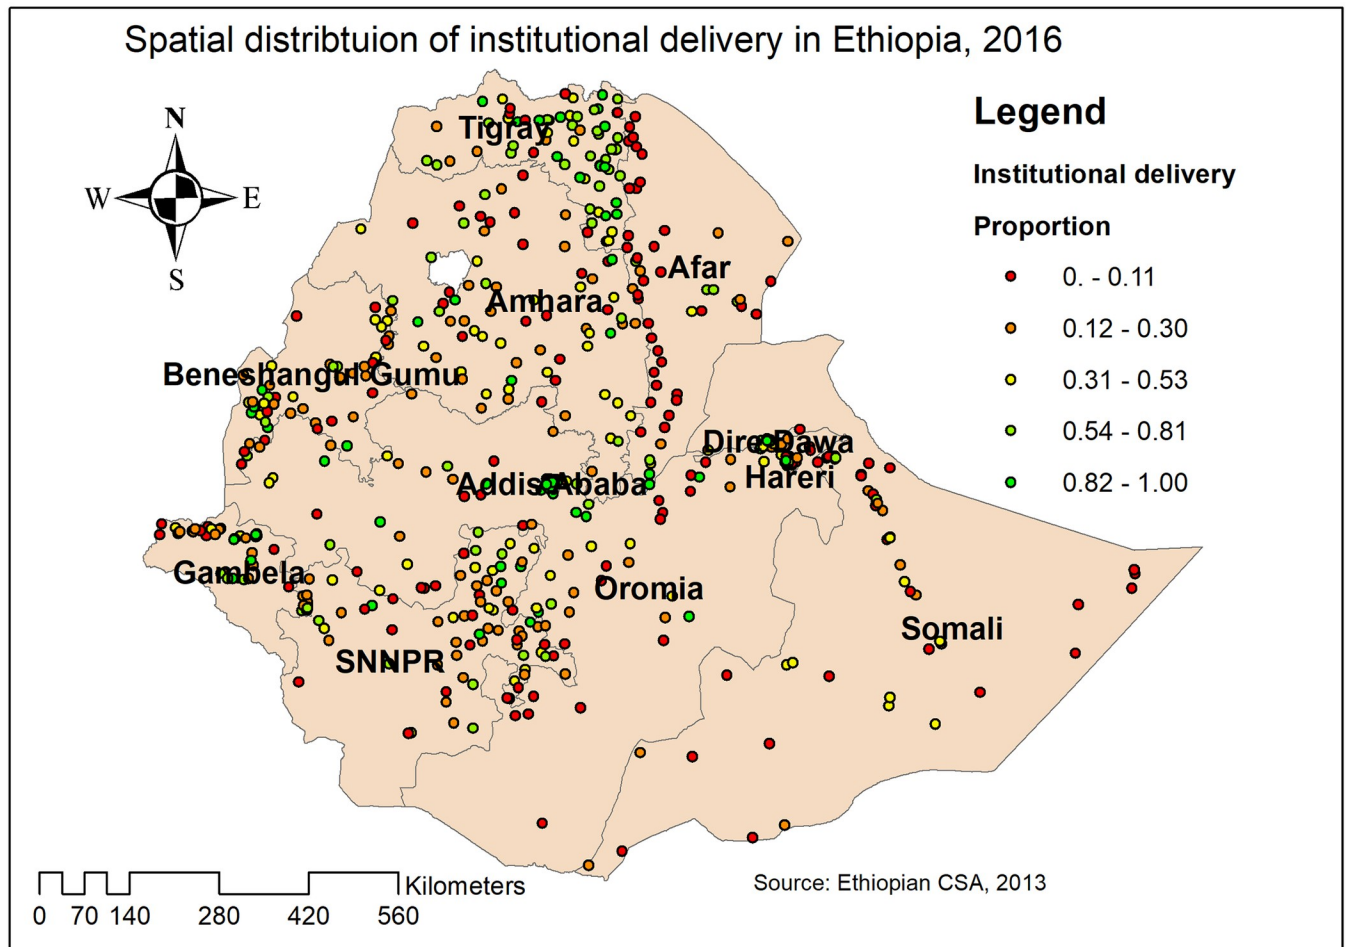 Spatial distribtuion of institutional delivery in Ethiopia, 2016
N
W
E
S
Legend
Institutional delivery
Proportion
0. - 0.11
0.12 - 0.30
0.31 - 0.53
0.54 - 0.81
0.82 - 1.00
Tigray
Afar
Amhara
Beneshangul Gumu
Dire Dawa
Hareri
Addis Ababa
Gambela
Oromia
Somali
SNNPR
Kilometers
0 70 140 280 420 560
Source: Ethiopian CSA, 2013